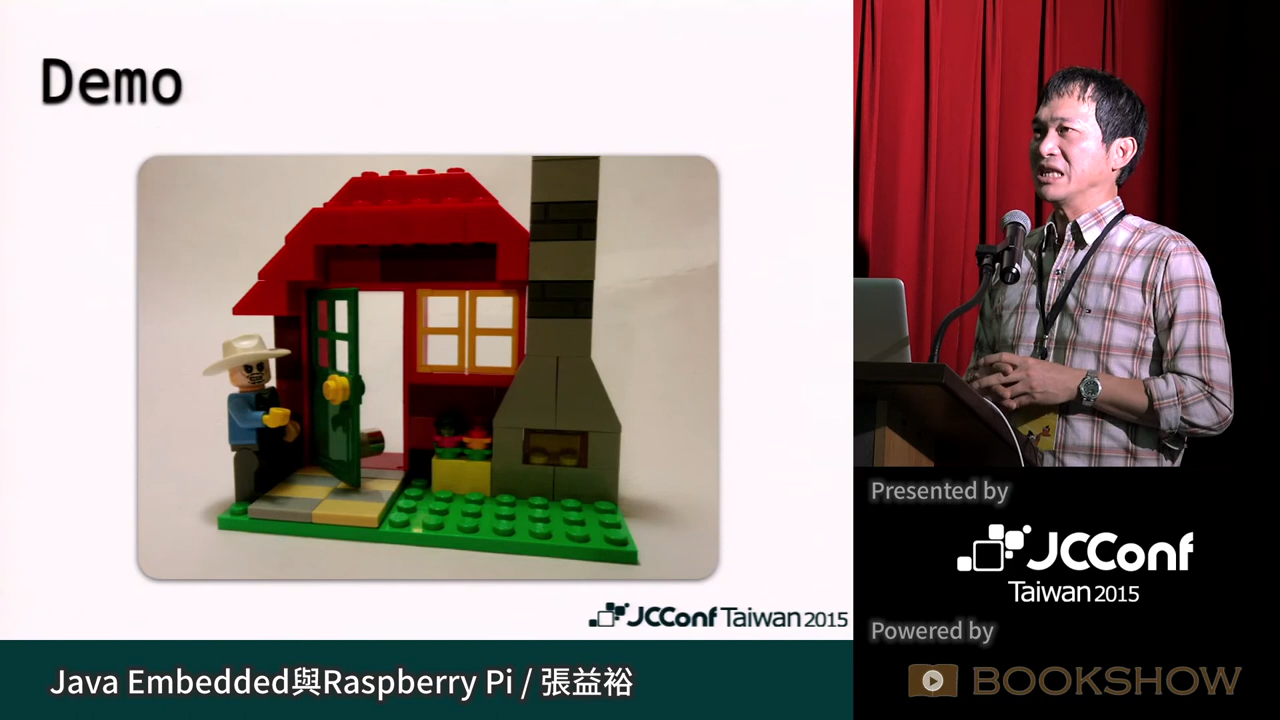 Demo
JCConf Taiwan 2015
Java Embedded與Raspberry Pi / 張益裕
Presented by
JCConf
Taiwan 2015
Powered by
BOOKSHOW